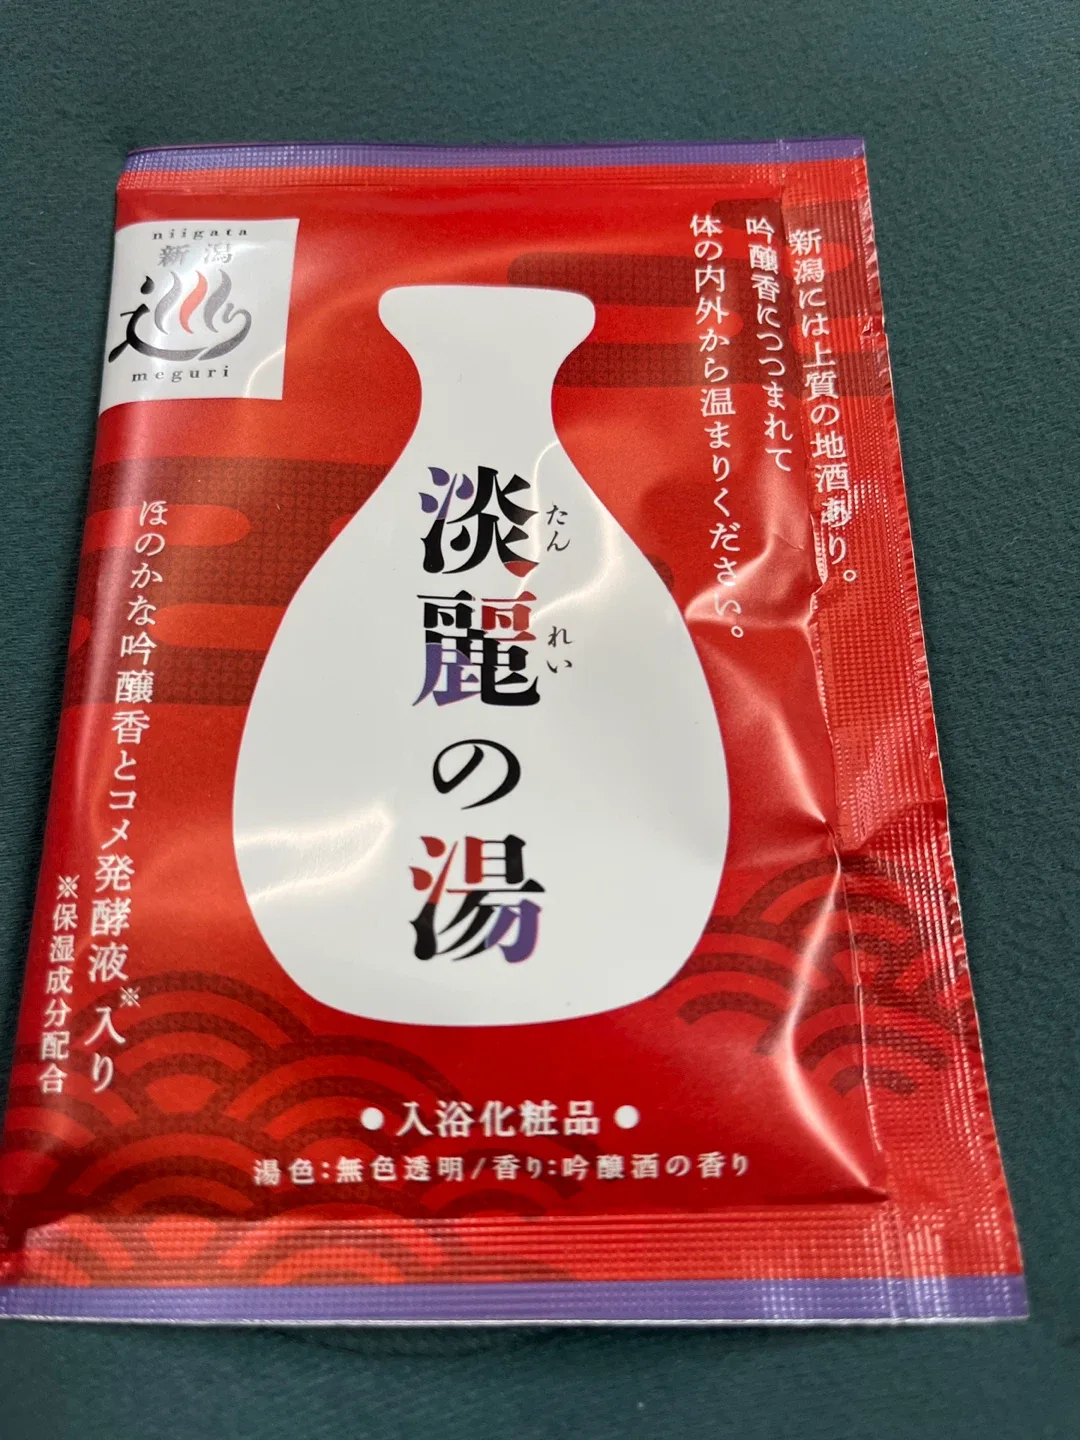 niigata
新潟
巡り
meguri
新潟には上質の地酒あり。
吟醸香につつまれて
体の内外から温まりください。
淡麗の湯
たんれい
ほのかな吟醸香とコメ発酵液※入り
※保湿成分配合
●入浴化粧品●
湯色:無色透明/香り:吟醸酒の香り